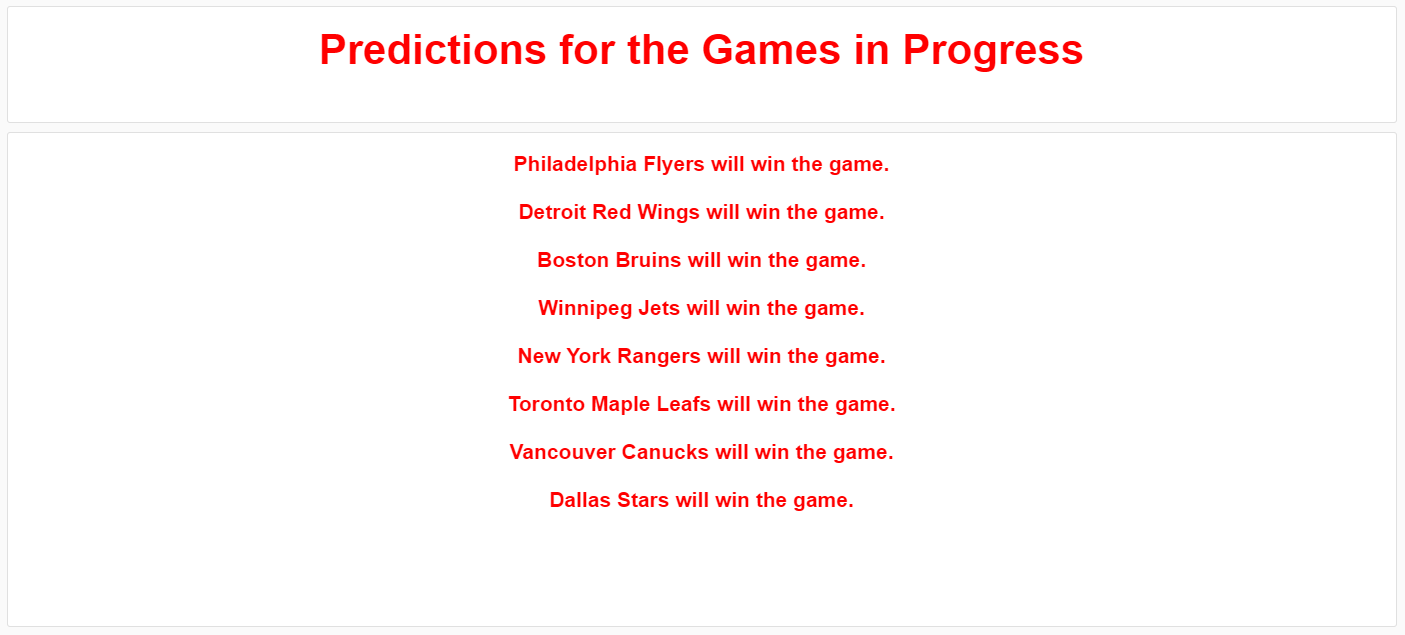 Predictions for the Games in Progress
Philadelphia Flyers will win the game.
Detroit Red Wings will win the game.
Boston Bruins will win the game.
Winnipeg Jets will win the game.
New York Rangers will win the game.
Toronto Maple Leafs will win the game.
Vancouver Canucks will win the game.
Dallas Stars will win the game.